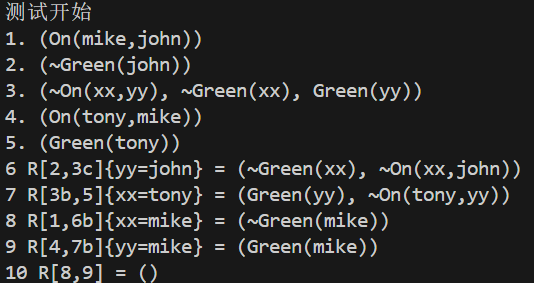 测试开始
1. (On(mike,john))
2. (~Green(john))
3. (~On(xx,yy), ~Green(xx), Green(yy))
4. (On(tony,mike))
5. (Green(tony))
6 R[2,3c]{yy=john} = (~Green(xx), ~On(xx,john))
7 R[3b,5]{xx=tony} = (Green(yy), ~On(tony,yy))
8 R[1,6b]{xx=mike} = (~Green(mike))
9 R[4,7b]{yy=mike} = (Green(mike))
10 R[8,9] = ()